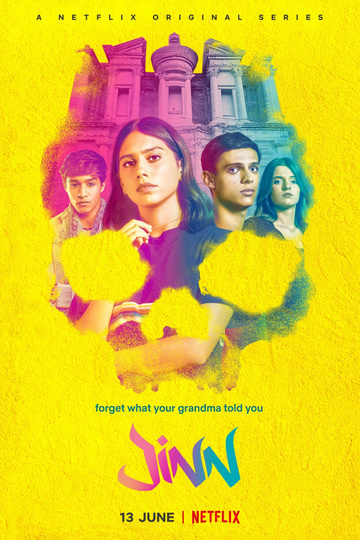 A NETFLIX ORIGINAL SERIES
forget what your grandma told you
JiNN
13 JUNE | NETFLIX